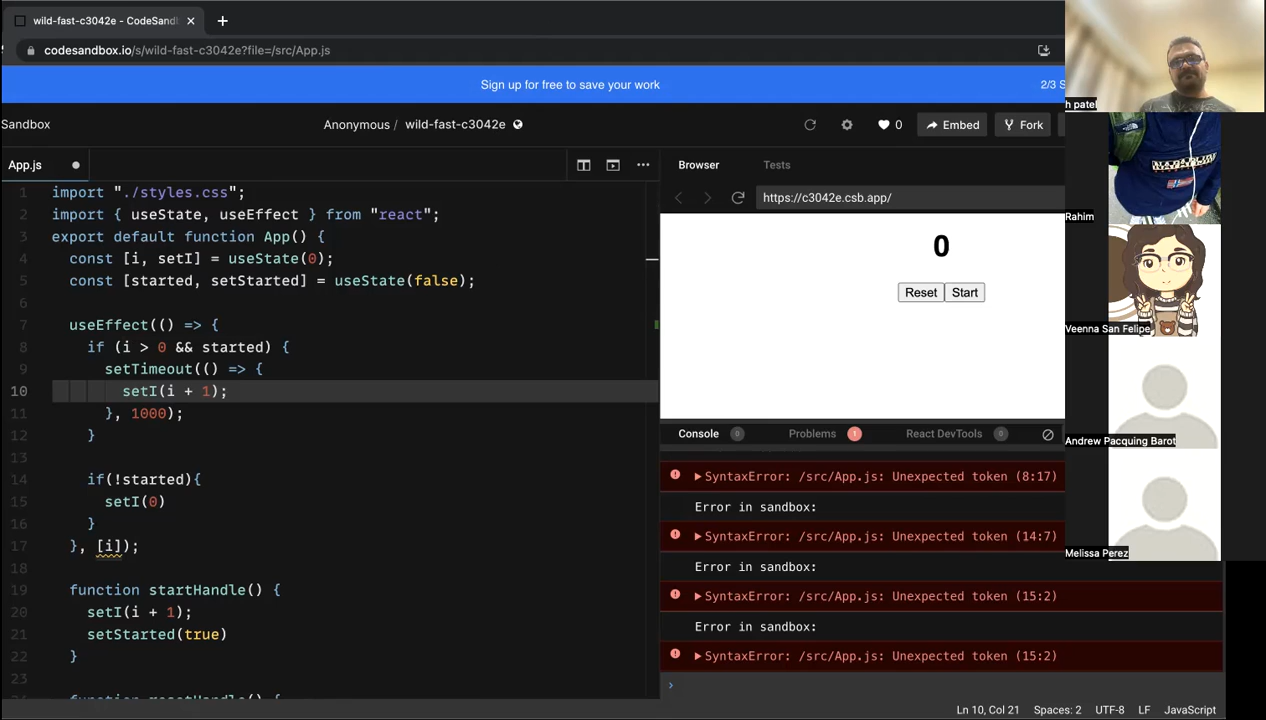 wild-fast-c3042e - CodeSandb
codesandbox.io/s/wild-fast-c3042e?file=/src/App.js
Sign up for free to save your work
2/3 S
Sandbox
Anonymous / wild-fast-c3042e
0
Embed
Fork
App.js
1 import "./styles.css";
2 import { useState, useEffect } from "react";
3 export default function App() {
4 const [i, setI] = useState(0);
5 const [started, setStarted] = useState(false);
6
7 useEffect(() => {
8 if (i > 0 && started) {
9 setTimeout(() => {
10 setI(i + 1);
11 }, 1000);
12 }
13
14 if(!started){
15 setI(0)
16 }
17 }, [i]);
18
19 function startHandle() {
20 setI(i + 1);
21 setStarted(true)
22 }
23
function resetHandle() {
Browser
Tests
https://c3042e.csb.app/
0
Reset Start
Console 0 Problems 1 React DevTools 0
SyntaxError: /src/App.js: Unexpected token (8:17)
Error in sandbox:
SyntaxError: /src/App.js: Unexpected token (14:7)
Error in sandbox:
SyntaxError: /src/App.js: Unexpected token (15:2)
Error in sandbox:
SyntaxError: /src/App.js: Unexpected token (15:2)
›
Ln 10, Col 21 Spaces: 2 UTF-8 LF JavaScript
h patel
NAPAPIJRI
Rahim
Veenna San Felipe
Andrew Pacquing Barot
Melissa Perez